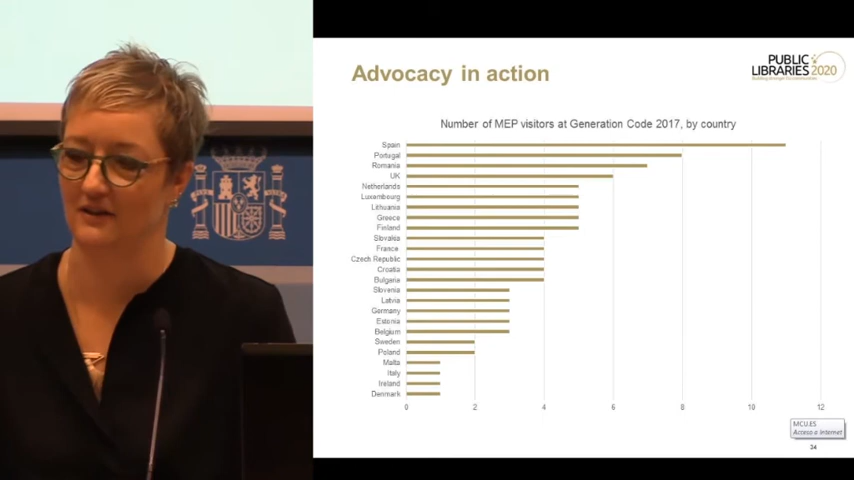 Advocacy in action
PUBLIC
LIBRARIES 2020
Number of MEP visitors at Generation Code 2017, by country
Spain
Portugal
Romania
UK
Netherlands
Luxembourg
Lithuania
Greece
Finland
Slovakia
France
Czech Republic
Croatia
Bulgaria
Slovenia
Latvia
Germany
Estonia
Belgium
Sweden
Poland
Malta
Italy
Ireland
Denmark
0 2 4 6 8 10 12
MCU.ES
Acceso a Internet
34